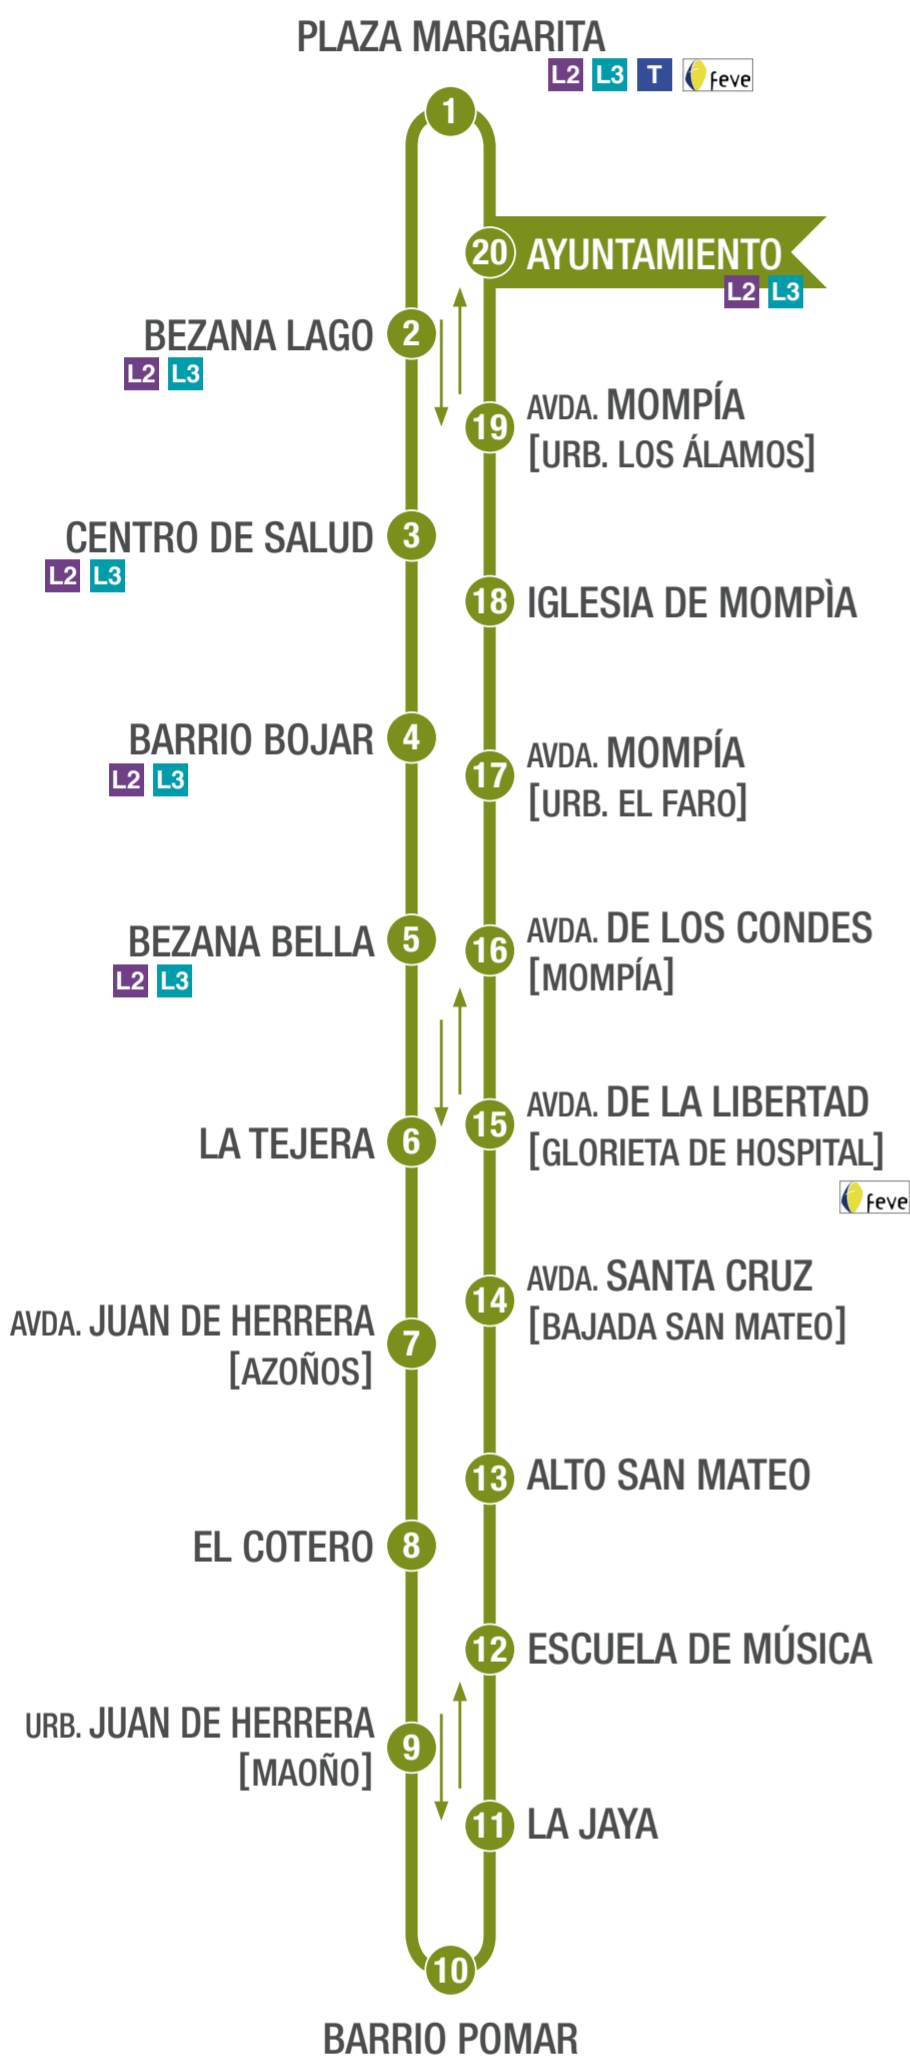 PLAZA MARGARITA
L2 L3 T feve
1
20 AYUNTAMIENTO
L2 L3
BEZANA LAGO 2
L2 L3
19 AVDA. MOMPÍA
[URB. LOS ÁLAMOS]
CENTRO DE SALUD 3
L2 L3
18 IGLESIA DE MOMPÌA
BARRIO BOJAR 4
L2 L3
17 AVDA. MOMPÍA
[URB. EL FARO]
BEZANA BELLA 5
L2 L3
16 AVDA. DE LOS CONDES
[MOMPÍA]
LA TEJERA 6
15 AVDA. DE LA LIBERTAD
[GLORIETA DE HOSPITAL]
feve
14 AVDA. SANTA CRUZ
[BAJADA SAN MATEO]
AVDA. JUAN DE HERRERA 7
[AZOÑOS]
13 ALTO SAN MATEO
EL COTERO 8
12 ESCUELA DE MÚSICA
URB. JUAN DE HERRERA 9
[MAOÑO]
11 LA JAYA
10
BARRIO POMAR